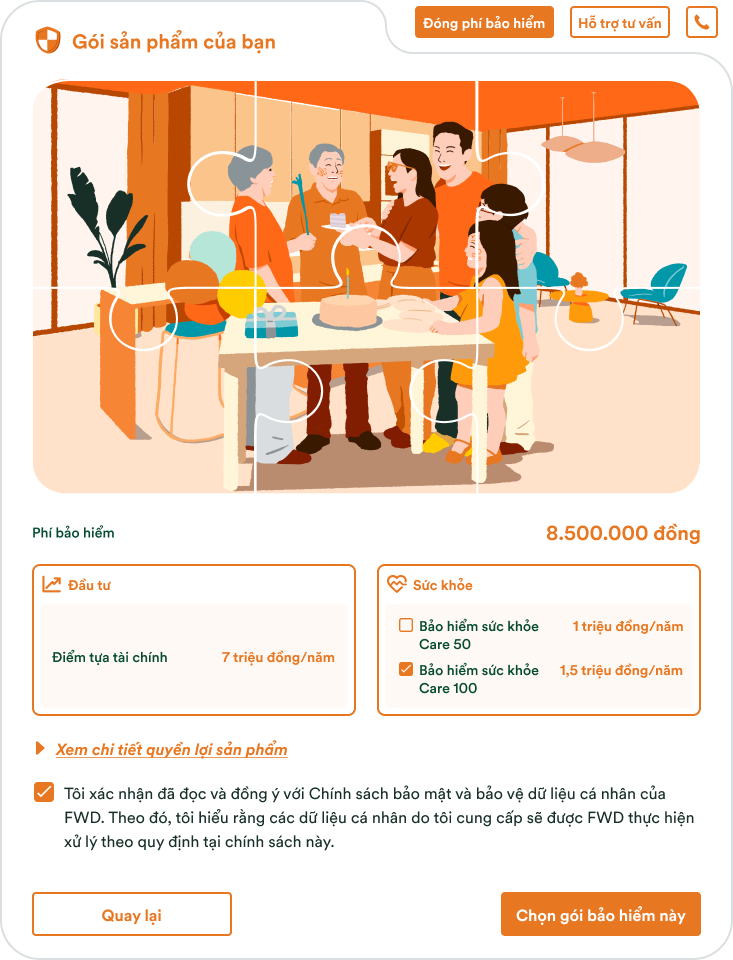 Đóng phí bảo hiểm
Hỗ trợ tư vấn
Gói sản phẩm của bạn
Phí bảo hiểm
8.500.000 đồng
Đầu tư
Điểm tựa tài chính
7 triệu đồng/năm
Sức khỏe
Bảo hiểm sức khỏe
1 triệu đồng/năm
Care 50
Bảo hiểm sức khỏe
1,5 triệu đồng/năm
Care 100
Xem chi tiết quyền lợi sản phẩm
Tôi xác nhận đã đọc và đồng ý với Chính sách bảo mật và bảo vệ dữ liệu cá nhân của
FWD. Theo đó, tôi hiểu rằng các dữ liệu cá nhân do tôi cung cấp sẽ được FWD thực hiện
xử lý theo quy định tại chính sách này.
Quay lại
Chọn gói bảo hiểm này